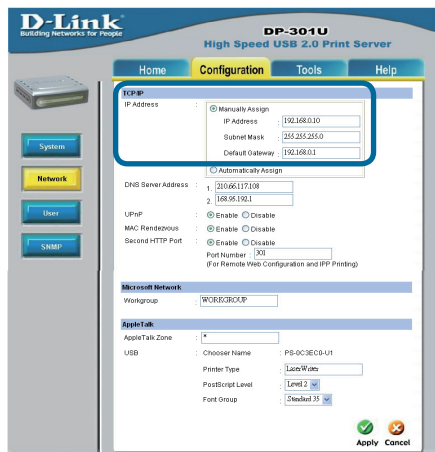 D-Link
Building Networks for People
DP-301U
High Speed USB 2.0 Print Server
Home Configuration Tools Help
System
Network
User
SNMP
TCP/IP
IP Address : Manually Assign
IP Address : 192.168.0.10
Subnet Mask : 255.255.255.0
Default Gateway : 192.168.0.1
Automatically Assign
DNS Server Address : 1. 210.66.117.108
2. 168.95.192.1
UPnP : Enable Disable
MAC Rendezvous : Enable Disable
Second HTTP Port : Enable Disable
Port Number : 301
(For Remote Web Configuration and IPP Printing)
Microsoft Network
Workgroup : WORKGROUP
AppleTalk
AppleTalk Zone : *
USB : Chooser Name : PS-0C3EC0-U1
Printer Type : LaserWriter
PostScript Level : Level 2
Font Group : Standard 35
Apply Cancel